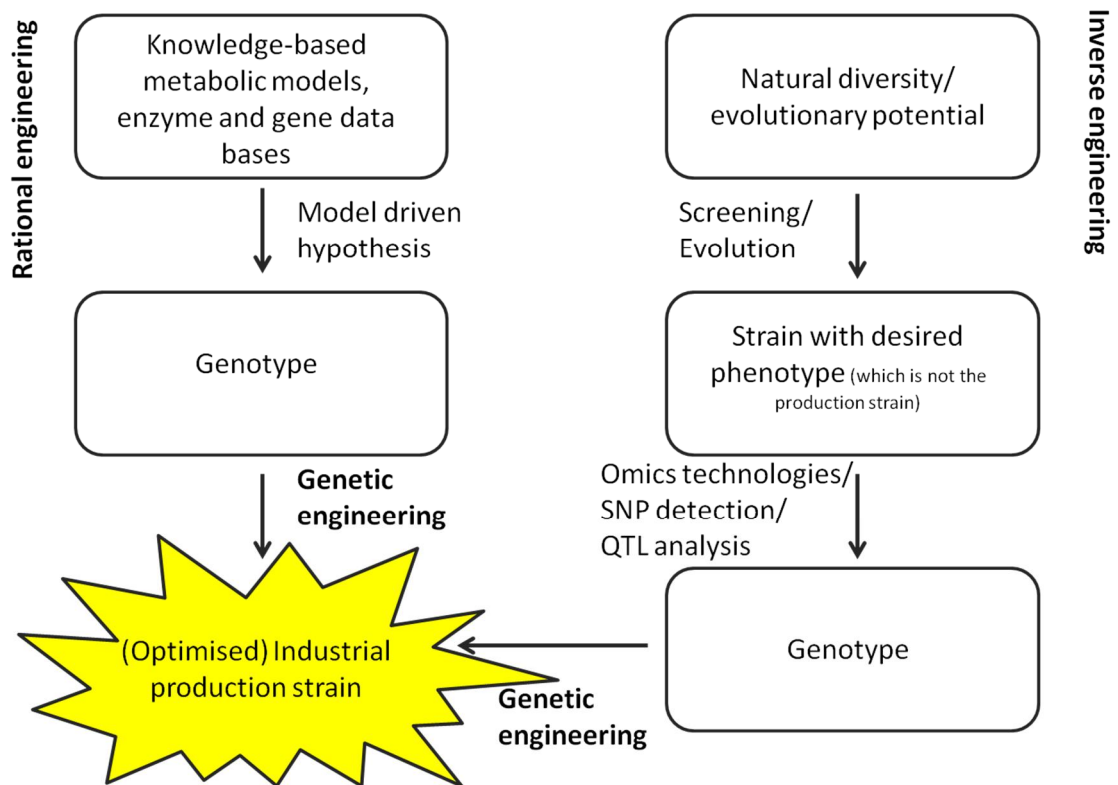 Rational engineering
Knowledge-based
metabolic models,
enzyme and gene data
bases
Model driven
hypothesis
Genotype
Genetic
engineering
(Optimised) Industrial
production strain
Inverse engineering
Natural diversity/
evolutionary potential
Screening/
Evolution
Strain with desired
phenotype (which is not the
production strain)
Omics technologies/
SNP detection/
QTL analysis
Genotype
Genetic
engineering